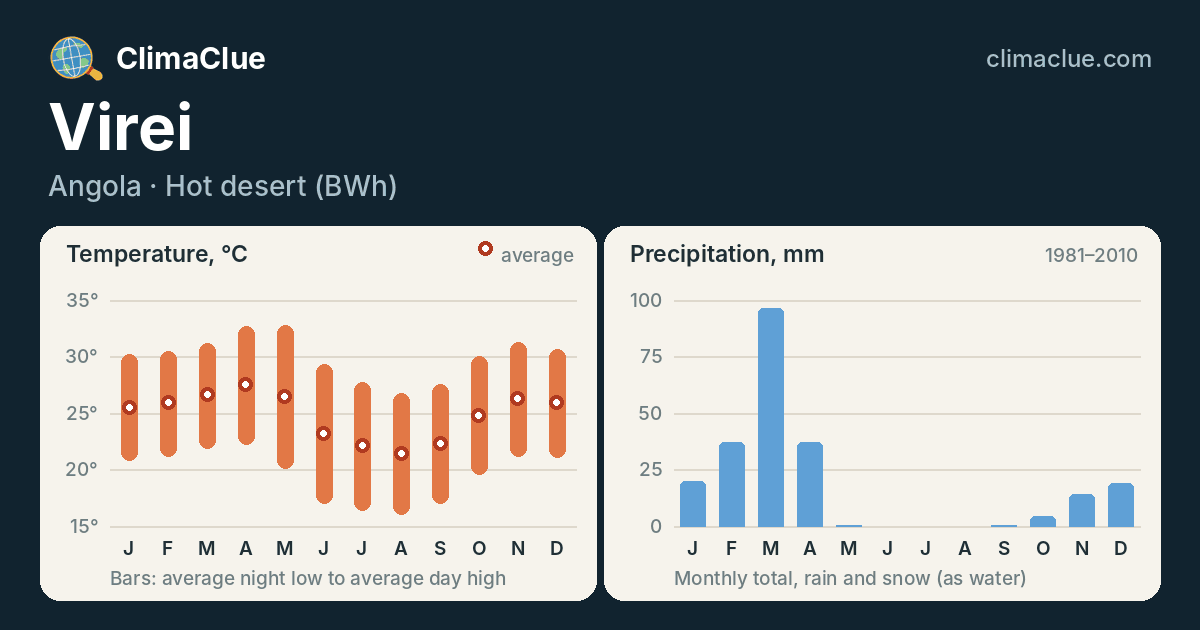 ClimaClue
climaclue.com
Virei
Angola · Hot desert (BWh)
Temperature, °C
average
35°
30°
25°
20°
15°
J F M A M J J A S O N D
Bars: average night low to average day high
Precipitation, mm
1981–2010
100
75
50
25
0
J F M A M J J A S O N D
Monthly total, rain and snow (as water)